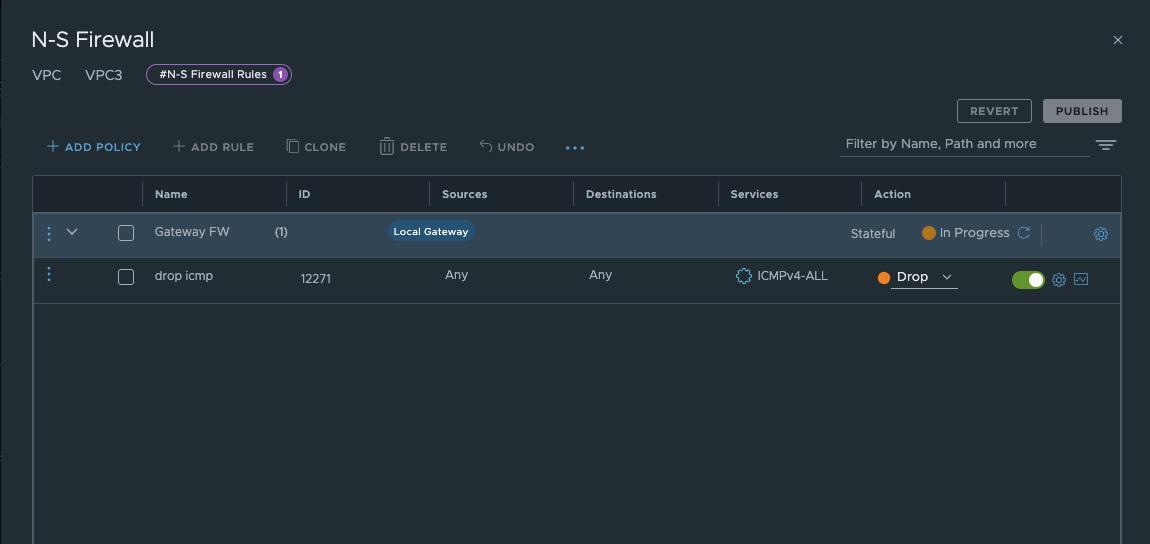 N-S Firewall
VPC VPC3 #N-S Firewall Rules 1
REVERT PUBLISH
ADD POLICY ADD RULE CLONE DELETE UNDO
Filter by Name, Path and more
Name ID Sources Destinations Services Action
Gateway FW (1) Local Gateway Stateful In Progress
drop icmp 12271 Any Any ICMPv4-ALL Drop